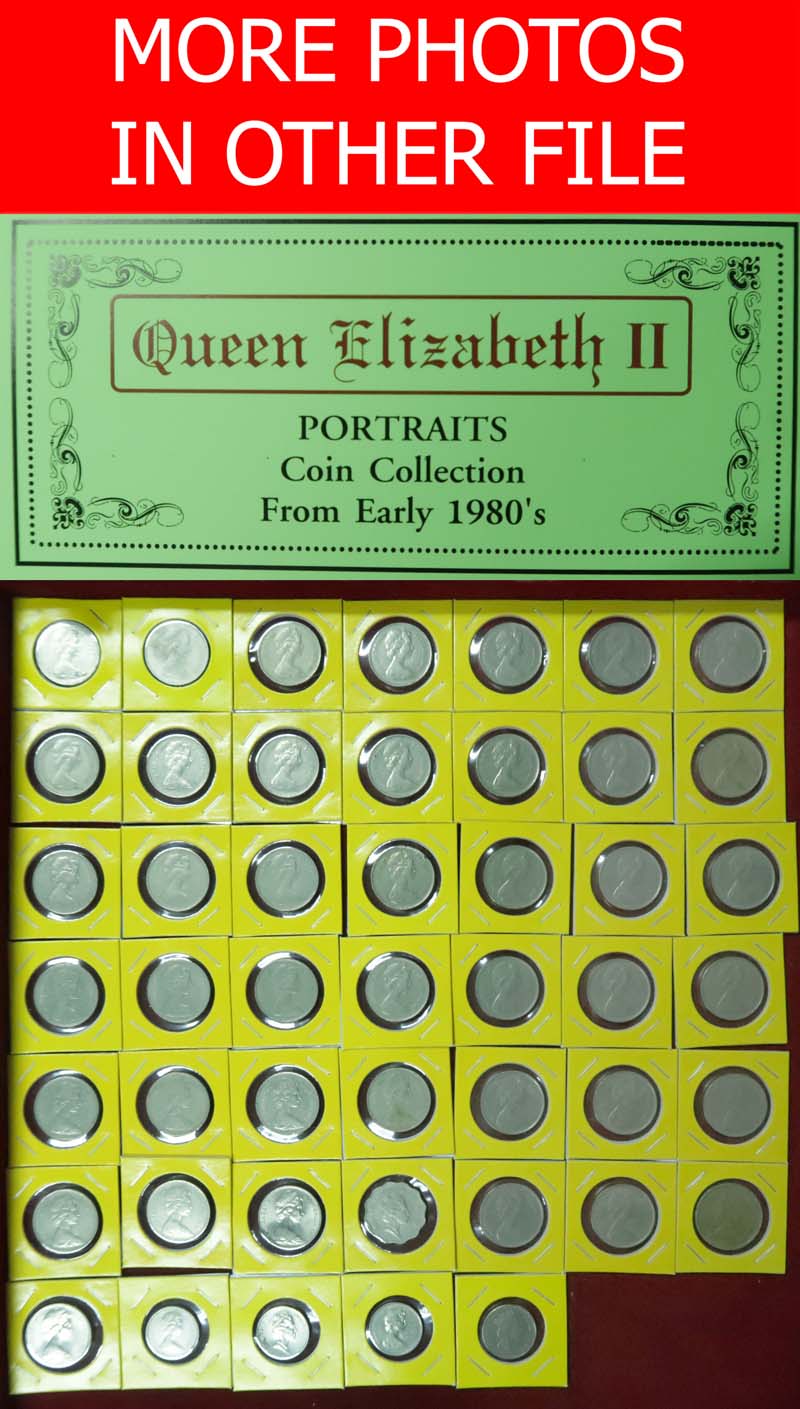 MORE PHOTOS
IN OTHER FILE
Queen Elizabeth II
PORTRAITS
Coin Collection
From Early 1980's